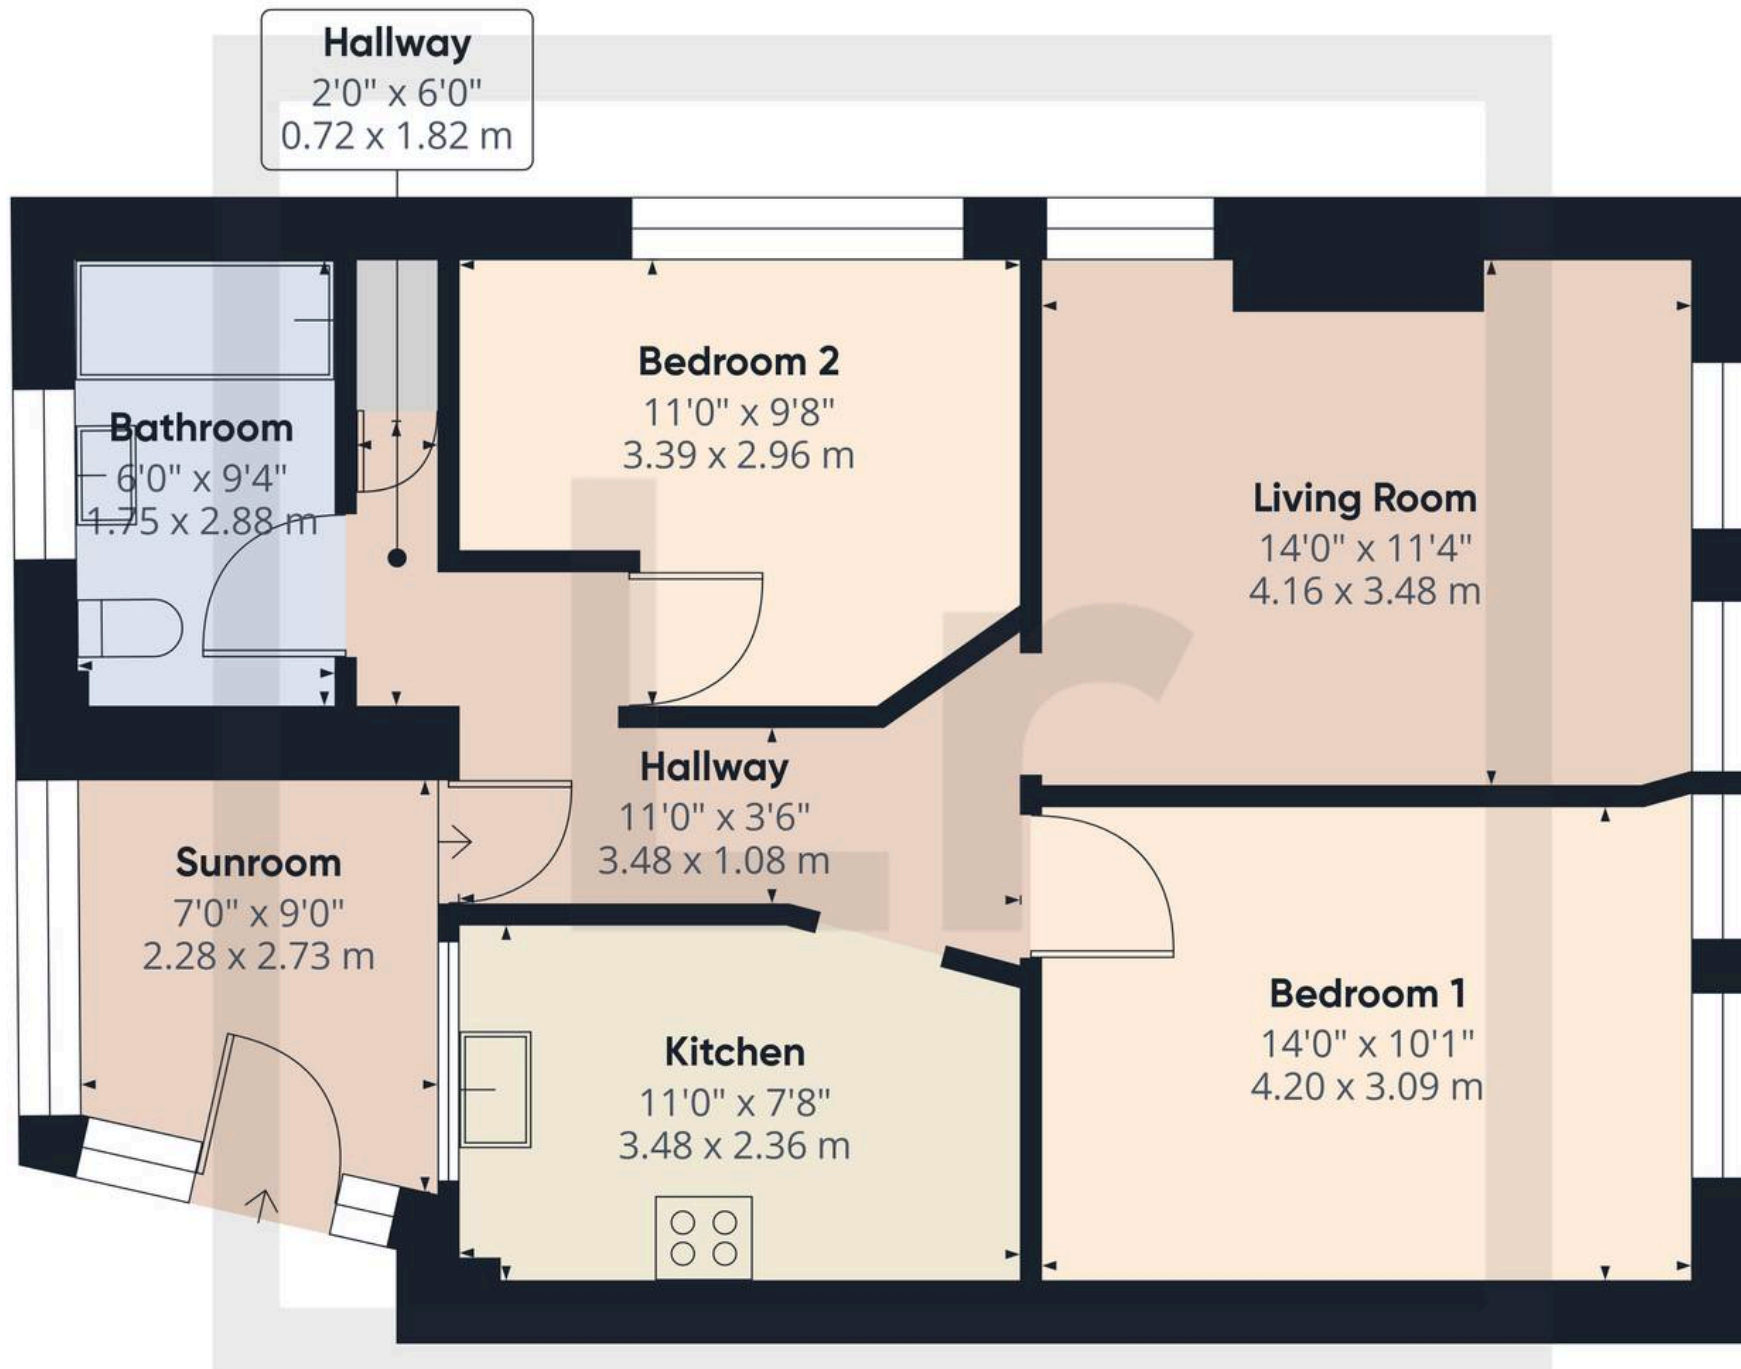 Hallway
2'0" x 6'0"
0.72 x 1.82 m
Bedroom 2
11'0" x 9'8"
3.39 x 2.96 m
Bathroom
6'0" x 9'4"
1.75 x 2.88 m
Living Room
14'0" x 11'4"
4.16 x 3.48 m
Hallway
11'0" x 3'6"
3.48 x 1.08 m
Sunroom
7'0" x 9'0"
2.28 x 2.73 m
Kitchen
11'0" x 7'8"
3.48 x 2.36 m
Bedroom 1
14'0" x 10'1"
4.20 x 3.09 m
Lr